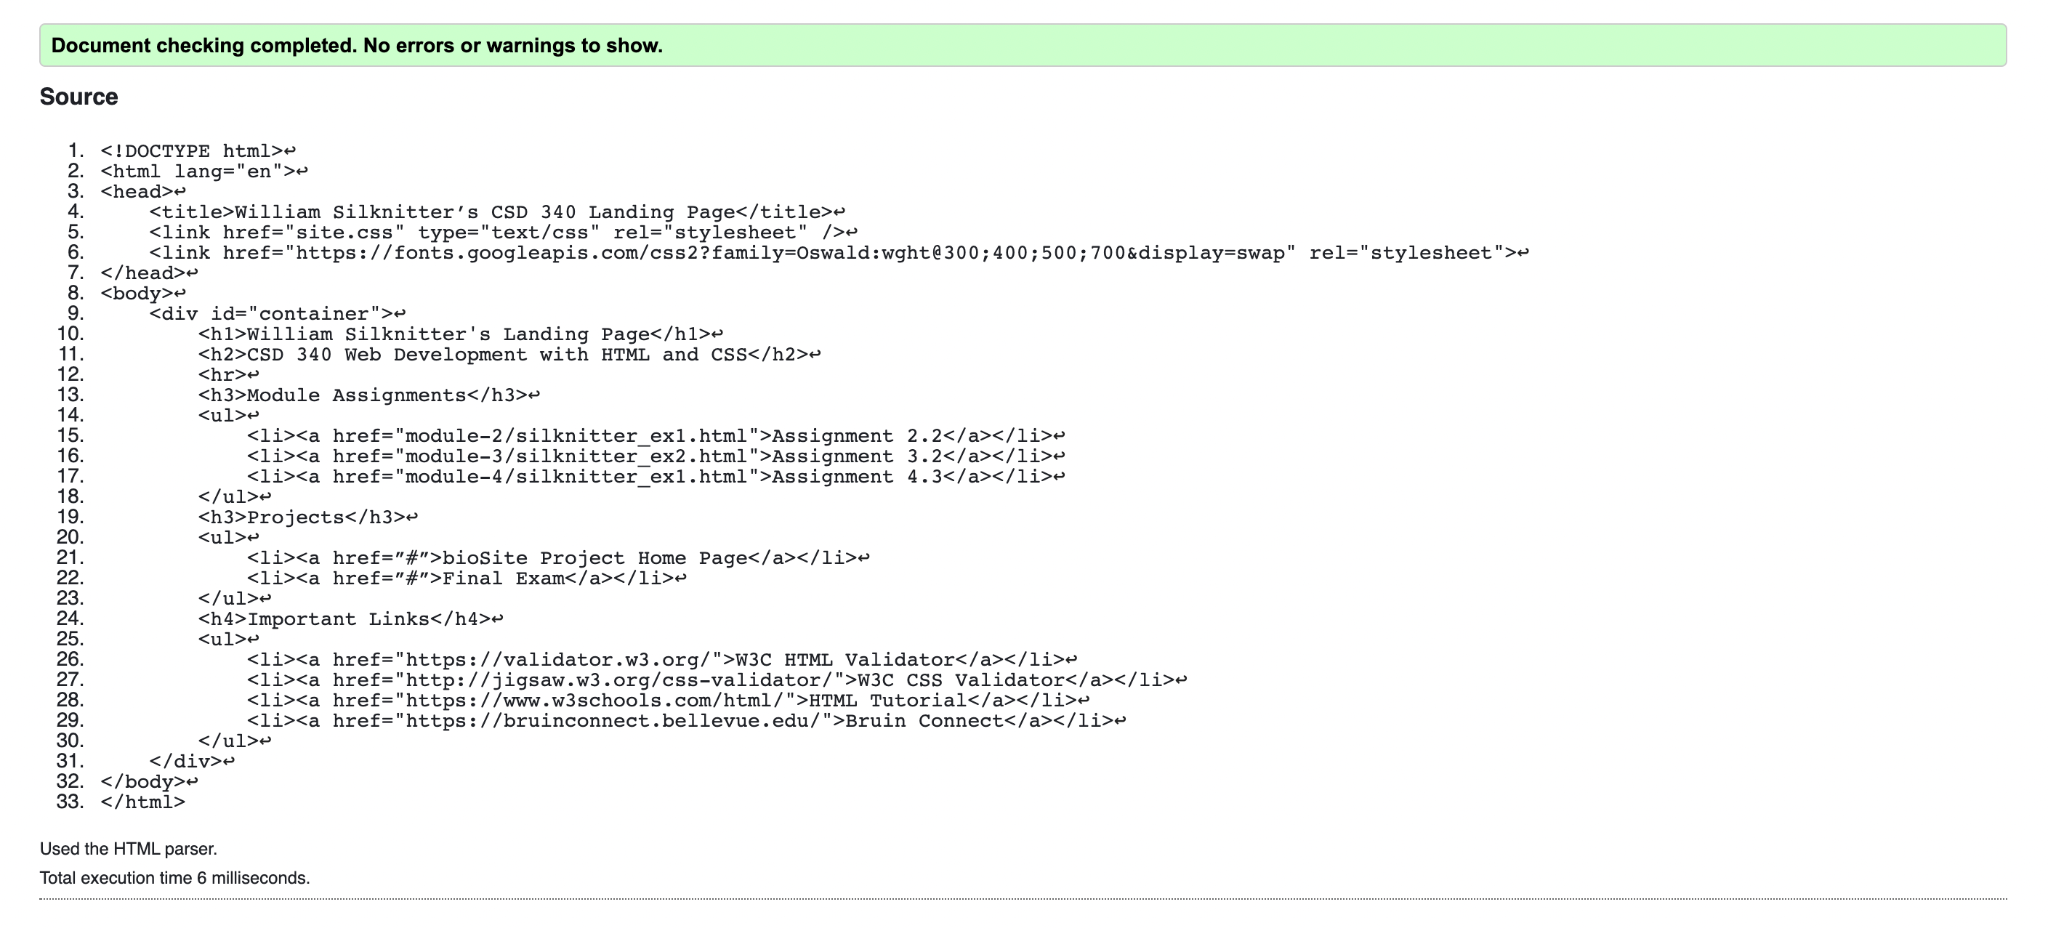 Document checking completed. No errors or warnings to show.
Source
1. <!DOCTYPE html>↩
2. <html lang="en">↩
3. <head>↩
4.     <title>William Silknitter’s CSD 340 Landing Page</title>↩
5.     <link href="site.css" type="text/css" rel="stylesheet" />↩
6.     <link href="https://fonts.googleapis.com/css2?family=Oswald:wght@300;400;500;700&display=swap" rel="stylesheet">↩
7. </head>↩
8. <body>↩
9.     <div id="container">↩
10.         <h1>William Silknitter's Landing Page</h1>↩
11.         <h2>CSD 340 Web Development with HTML and CSS</h2>↩
12.         <hr>↩
13.         <h3>Module Assignments</h3>↩
14.         <ul>↩
15.             <li><a href="module-2/silknitter_ex1.html">Assignment 2.2</a></li>↩
16.             <li><a href="module-3/silknitter_ex2.html">Assignment 3.2</a></li>↩
17.             <li><a href="module-4/silknitter_ex1.html">Assignment 4.3</a></li>↩
18.         </ul>↩
19.         <h3>Projects</h3>↩
20.         <ul>↩
21.             <li><a href=”#”>bioSite Project Home Page</a></li>↩
22.             <li><a href=”#”>Final Exam</a></li>↩
23.         </ul>↩
24.         <h4>Important Links</h4>↩
25.         <ul>↩
26.             <li><a href="https://validator.w3.org/">W3C HTML Validator</a></li>↩
27.             <li><a href="http://jigsaw.w3.org/css-validator/">W3C CSS Validator</a></li>↩
28.             <li><a href="https://www.w3schools.com/html/">HTML Tutorial</a></li>↩
29.             <li><a href="https://bruinconnect.bellevue.edu/">Bruin Connect</a></li>↩
30.         </ul>↩
31.     </div>↩
32. </body>↩
33. </html>
Used the HTML parser.
Total execution time 6 milliseconds.